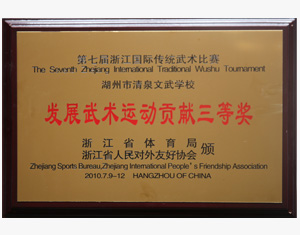 第七届浙江国际传统武术比赛
The Seventh Zhejiang International Traditional Wushu Tournament
湖州市清泉文武学校
发展武术运动贡献三等奖
浙江省体育局
浙江省人民对外友好协会 颁
Zhejiang Sports Bureau,Zhejiang International People's Friendship Association
2010.7.9-12 HANGZHOU OF CHINA